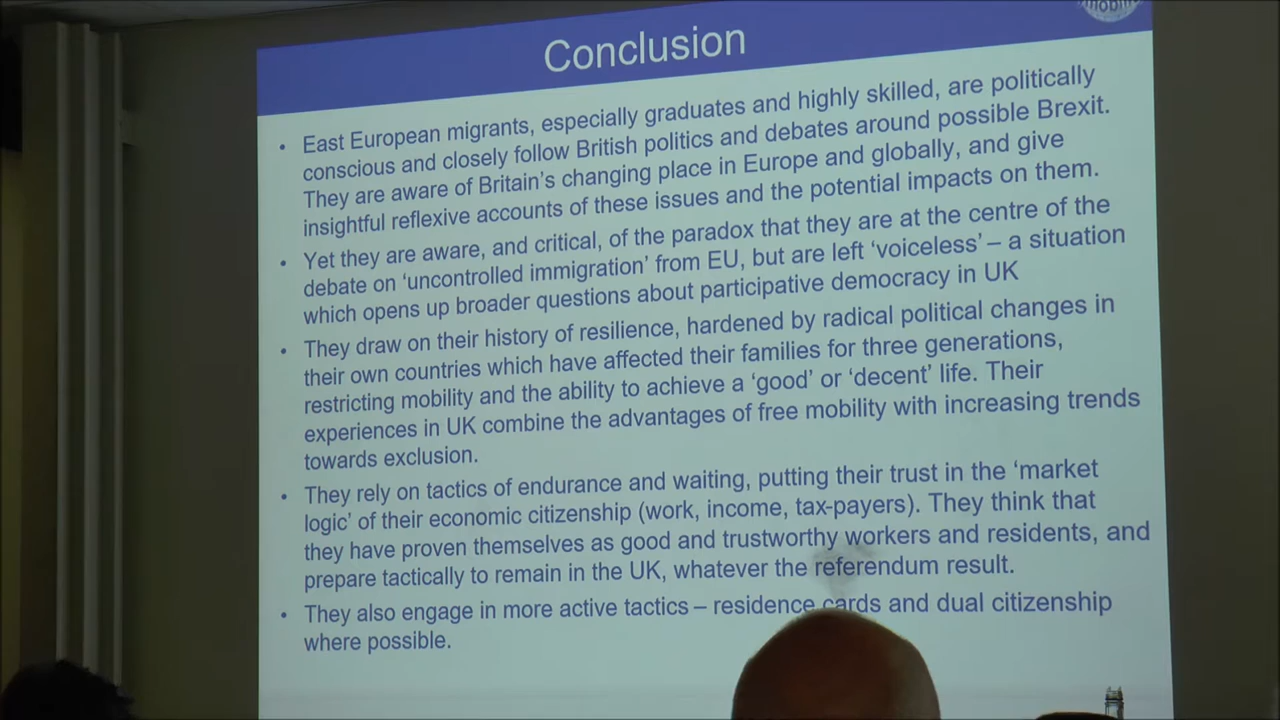 mobili
Conclusion
• East European migrants, especially graduates and highly skilled, are politically
conscious and closely follow British politics and debates around possible Brexit.
They are aware of Britain's changing place in Europe and globally, and give
insightful reflexive accounts of these issues and the potential impacts on them.
• Yet they are aware, and critical, of the paradox that they are at the centre of the
debate on 'uncontrolled immigration' from EU, but are left 'voiceless' – a situation
which opens up broader questions about participative democracy in UK
• They draw on their history of resilience, hardened by radical political changes in
their own countries which have affected their families for three generations,
restricting mobility and the ability to achieve a 'good' or 'decent' life. Their
experiences in UK combine the advantages of free mobility with increasing trends
towards exclusion.
• They rely on tactics of endurance and waiting, putting their trust in the 'market
logic' of their economic citizenship (work, income, tax-payers). They think that
they have proven themselves as good and trustworthy workers and residents, and
prepare tactically to remain in the UK, whatever the referendum result.
• They also engage in more active tactics – residence cards and dual citizenship
where possible.